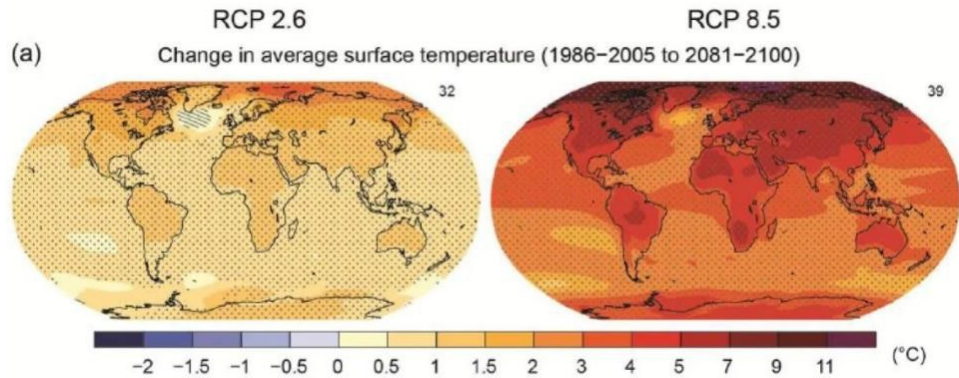 RCP 2.6 RCP 8.5
(a) Change in average surface temperature (1986−2005 to 2081−2100)
32 39
−2 −1.5 −1 −0.5 0 0.5 1 1.5 2 3 4 5 7 9 11 (°C)